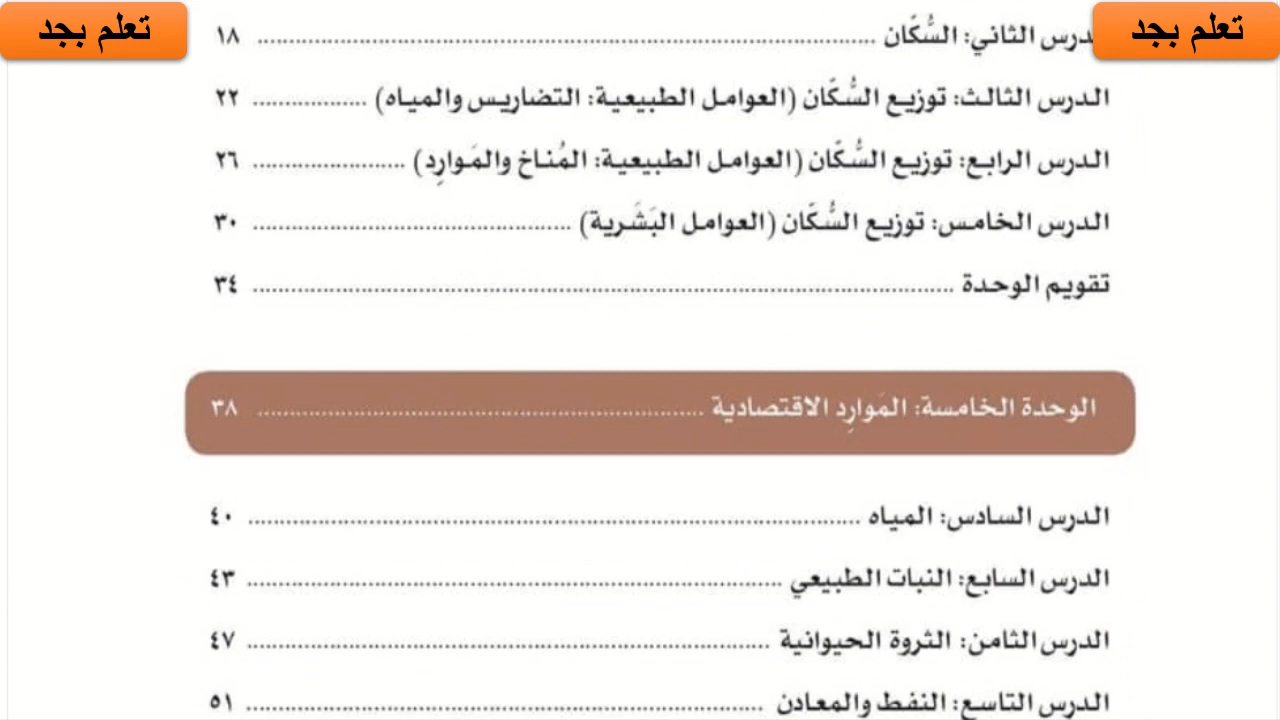 تعلم بجد
تعلم بجد
درس الثاني: السُّكّان ١٨
الدرس الثالث: توزيع السُّكّان (العوامل الطبيعية: التضاريس والمياه) ٢٢
الدرس الرابع: توزيع السُّكّان (العوامل الطبيعية: المُناخ والمَوارِد) ٢٦
الدرس الخامس: توزيع السُّكّان (العوامل البَشَرية) ٣٠
تقويم الوحدة ٣٤
الوحدة الخامسة: المَوارِد الاقتصادية ٣٨
الدرس السادس: المياه ٤٠
الدرس السابع: النبات الطبيعي ٤٣
الدرس الثامن: الثروة الحيوانية ٤٧
الدرس التاسع: النفط والمعادن ٥١